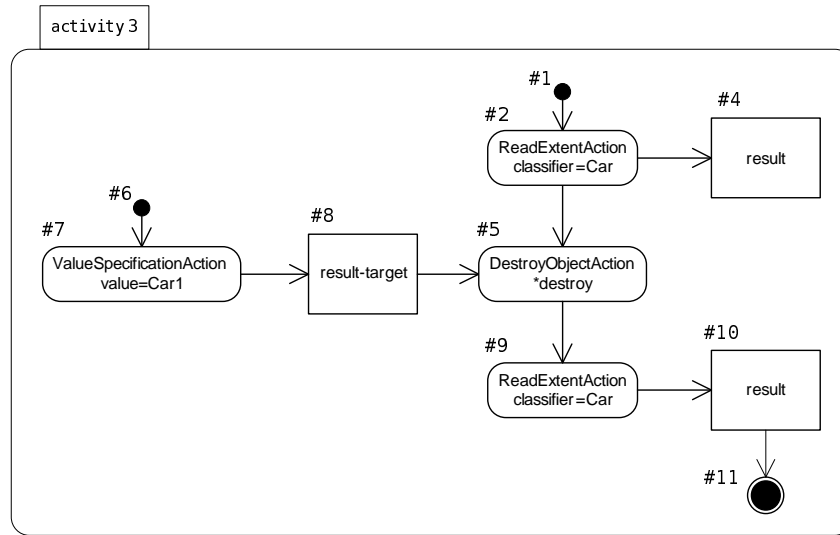 activity 3
#1
#2
ReadExtentAction
classifier=Car
#4
result
#6
#7
ValueSpecificationAction
value=Car1
#8
result-target
#5
DestroyObjectAction
*destroy
#9
ReadExtentAction
classifier=Car
#10
result
#11